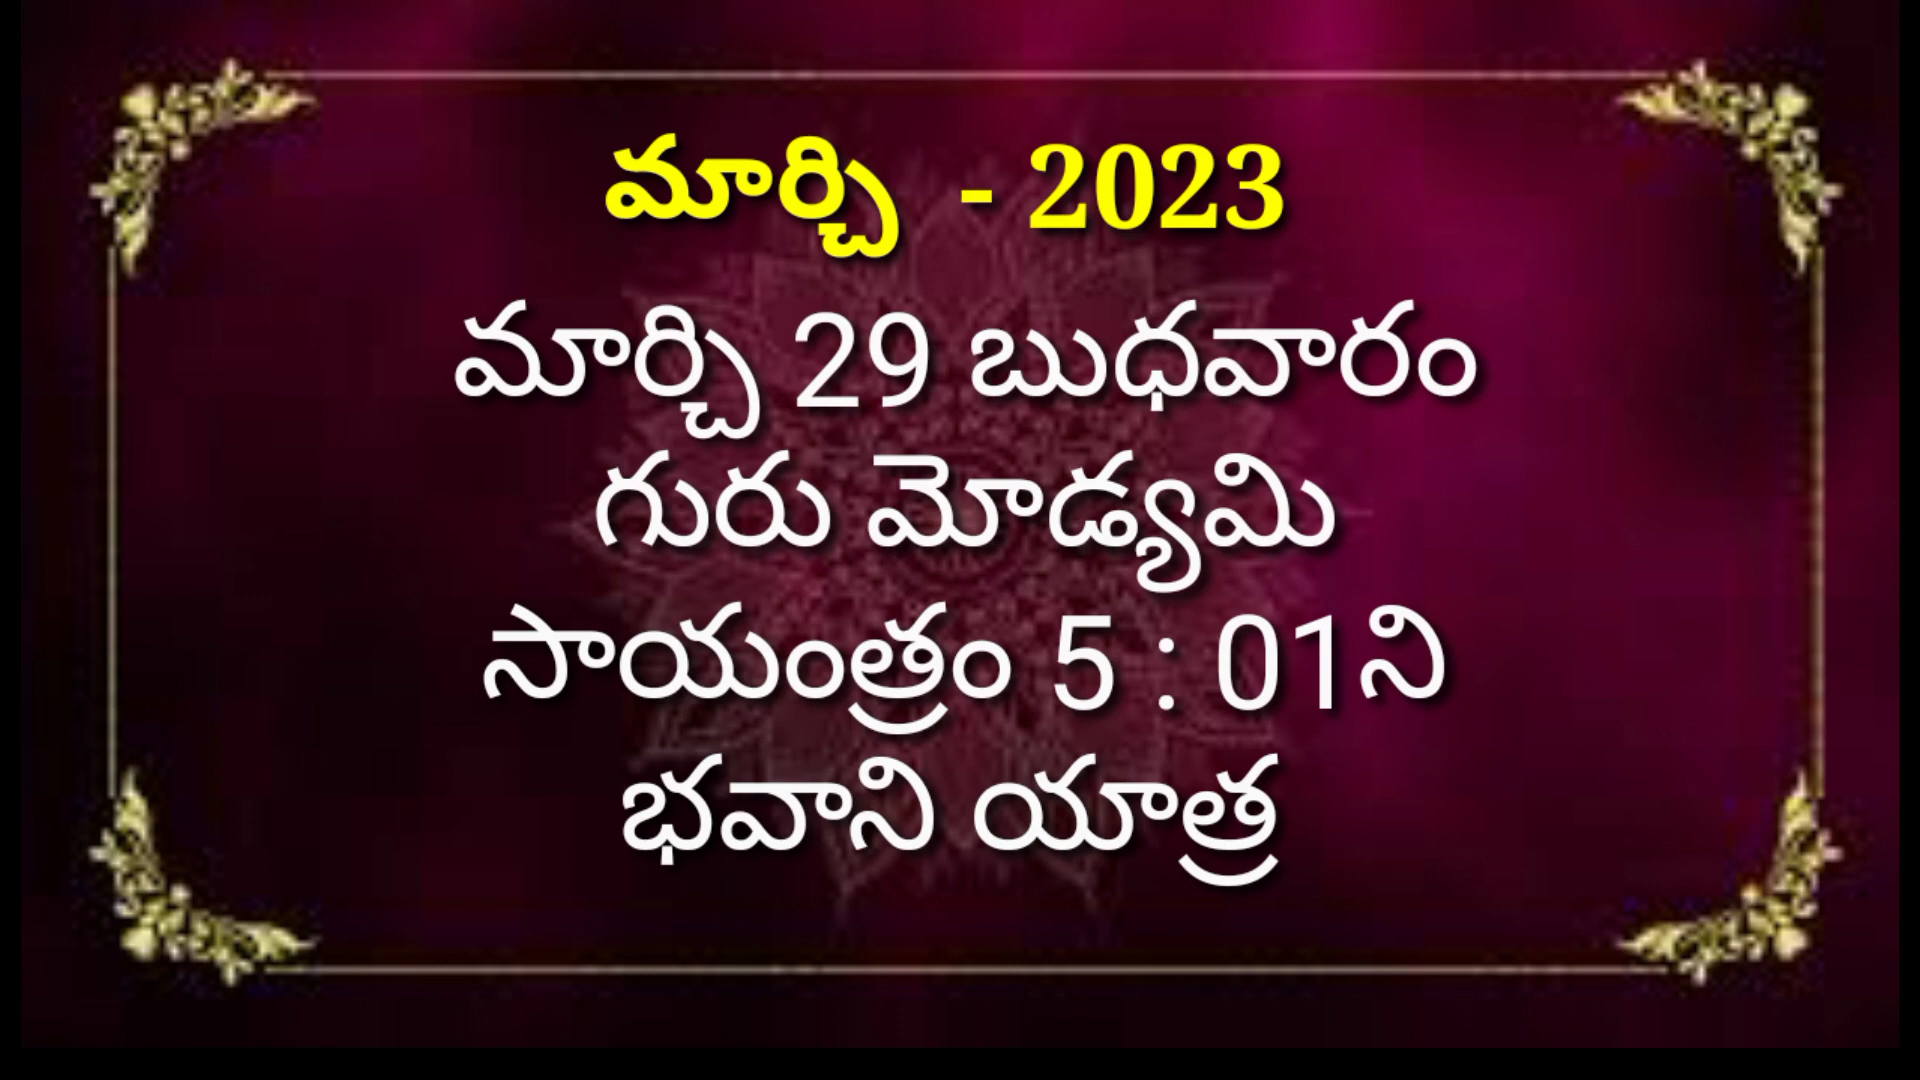 మార్చి - 2023
మార్చి 29 బుధవారం
గురు మోడ్యమి
సాయంత్రం 5 : 01ని
భవాని యాత్ర